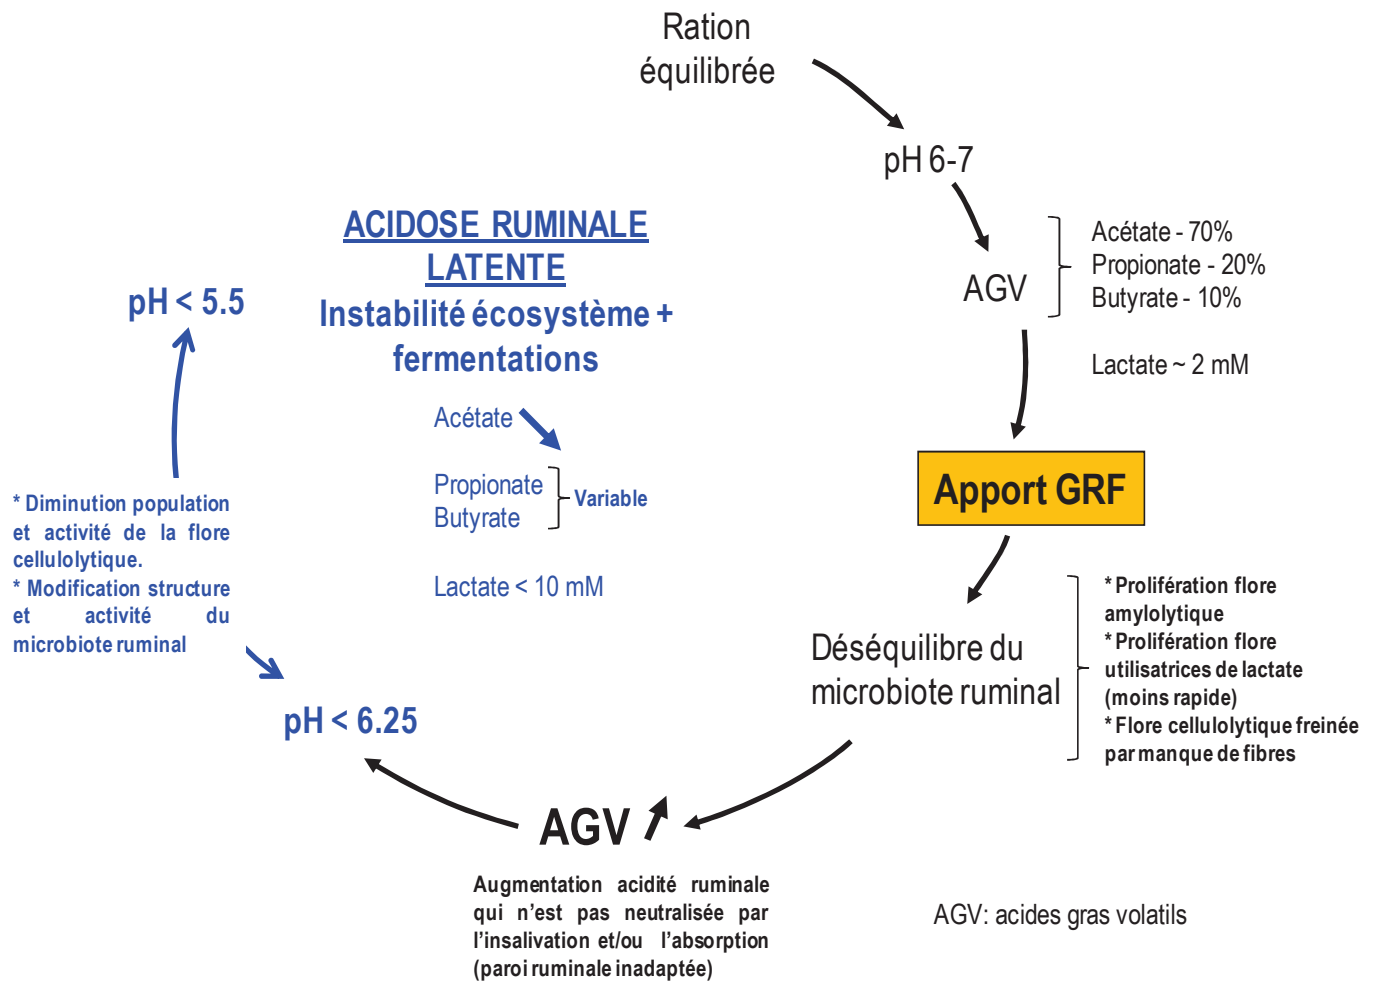 Ration
équilibrée
pH 6-7
AGV
Acétate - 70%
Propionate - 20%
Butyrate - 10%
Lactate ~ 2 mM
Apport GRF
Déséquilibre du
microbiote ruminal
* Prolifération flore
amylolytique
* Prolifération flore
utilisatrices de lactate
(moins rapide)
* Flore cellulolytique freinée
par manque de fibres
AGV
Augmentation acidité ruminale
qui n'est pas neutralisée par
l'insalivation et/ou l'absorption
(paroi ruminale inadaptée)
AGV: acides gras volatils
pH < 6.25
* Diminution population
et activité de la flore
cellulolytique.
* Modification structure
et activité du
microbiote ruminal
pH < 5.5
ACIDOSE RUMINALE
LATENTE
Instabilité écosystème +
fermentations
Acétate
Propionate
Butyrate
Variable
Lactate < 10 mM